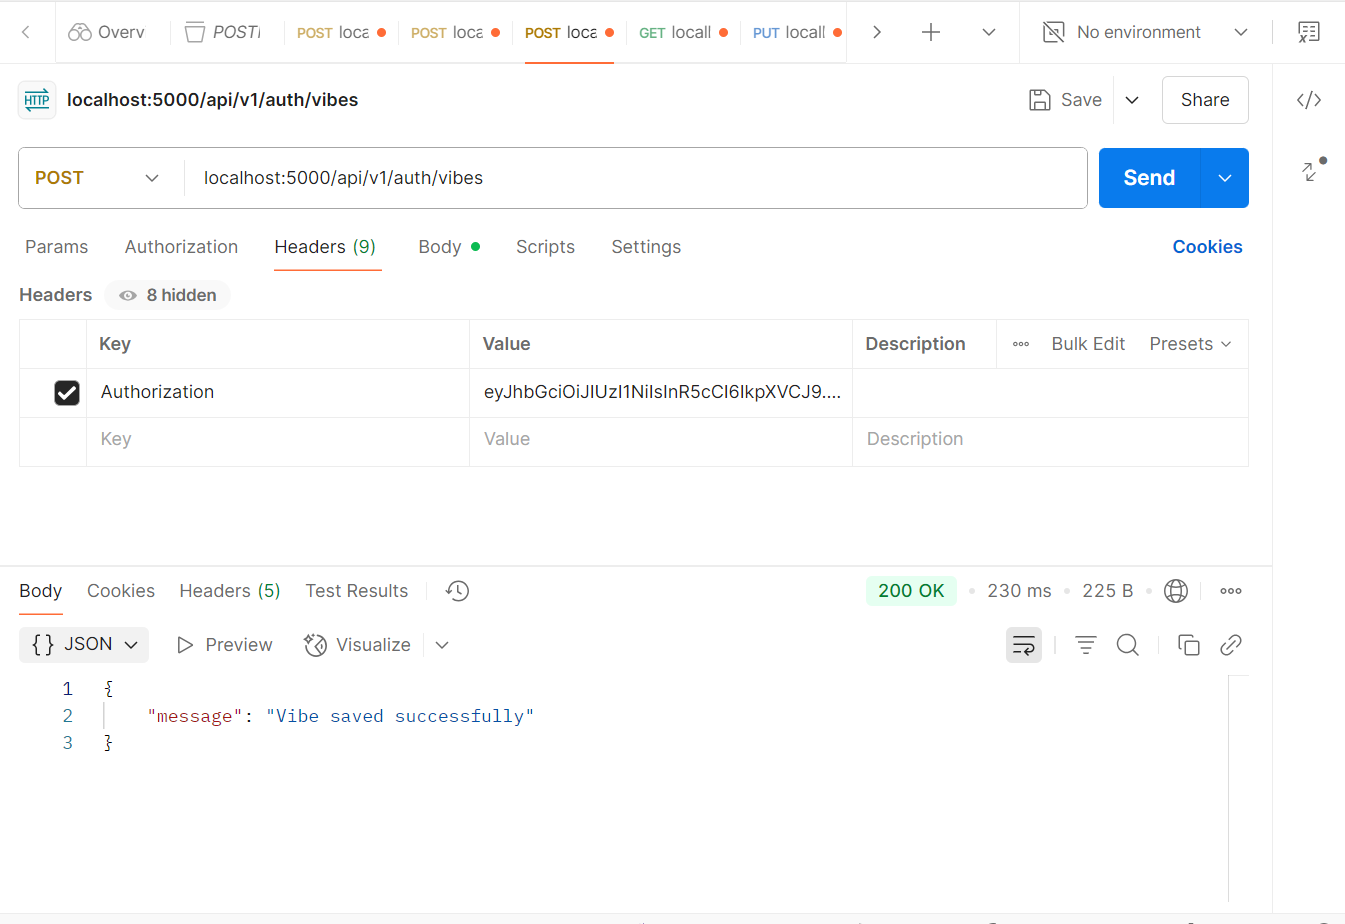 Overv POST POST loca POST loca POST loca GET locall PUT locall No environment
HTTP localhost:5000/api/v1/auth/vibes Save Share
POST localhost:5000/api/v1/auth/vibes Send
Params Authorization Headers (9) Body Scripts Settings Cookies
Headers 8 hidden
Key Value Description Bulk Edit Presets
Authorization eyJhbGciOiJIUzI1NiIsInR5cCI6IkpXVCJ9....
Key Value Description
Body Cookies Headers (5) Test Results 200 OK 230 ms 225 B
{} JSON Preview Visualize
1 {
2 "message": "Vibe saved successfully"
3 }